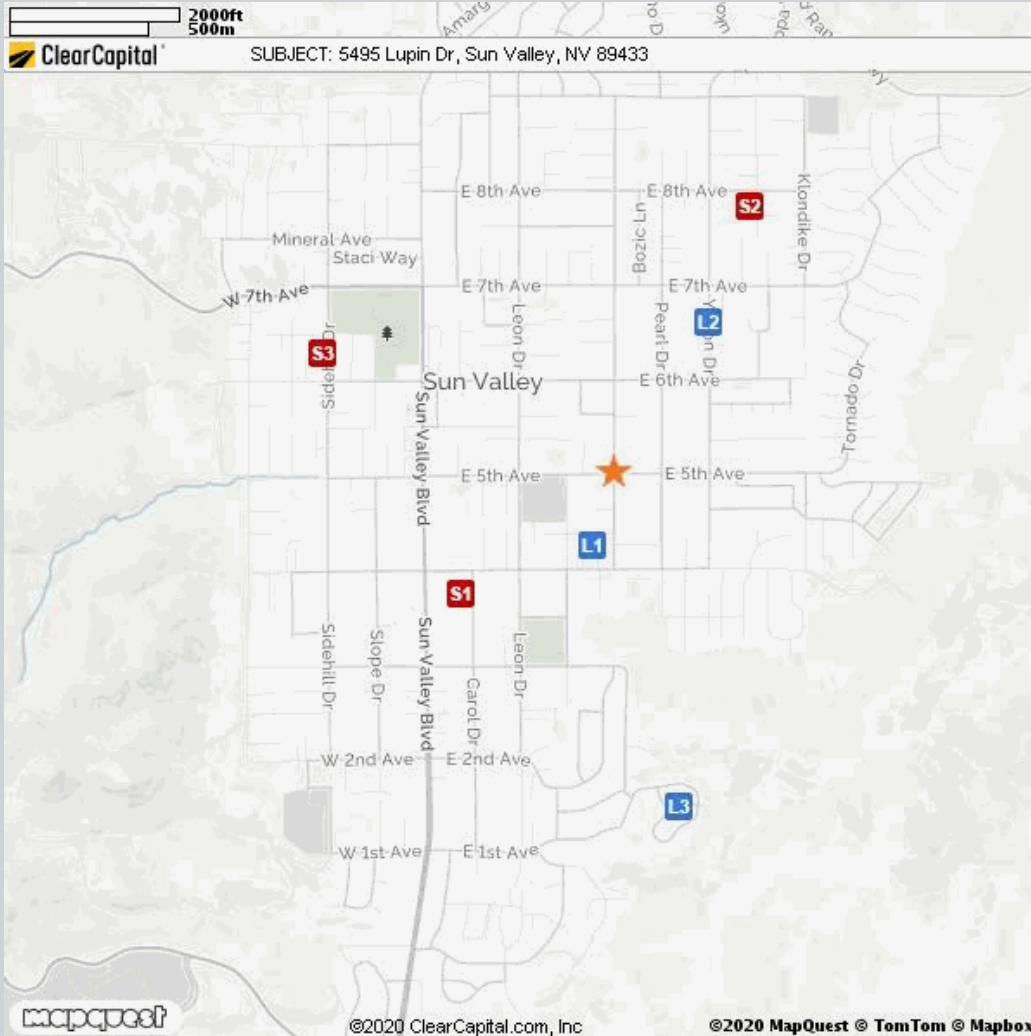 2000ft
500m
ClearCapital
SUBJECT: 5495 Lupin Dr, Sun Valley, NV 89433
E 8th Ave
E 8th Ave
S2
Klondike Dr
Bozic Ln
Mineral Ave
Staci Way
W 7th Ave
E 7th Ave
E 7th Ave
Leon Dr
Pearl Dr
L2
S3
Sun Valley
E 6th Ave
Tomapo Dr
Sun Valley Blvd
E 5th Ave
E 5th Ave
L1
S1
Sidehill Dr
Slope Dr
Sun Valley Blvd
Leon Dr
Carol Dr
W 2nd Ave
E 2nd Ave
L3
W 1st Ave
E 1st Ave
mapquest
©2020 ClearCapital.com, Inc
©2020 MapQuest © TomTom © Mapbox